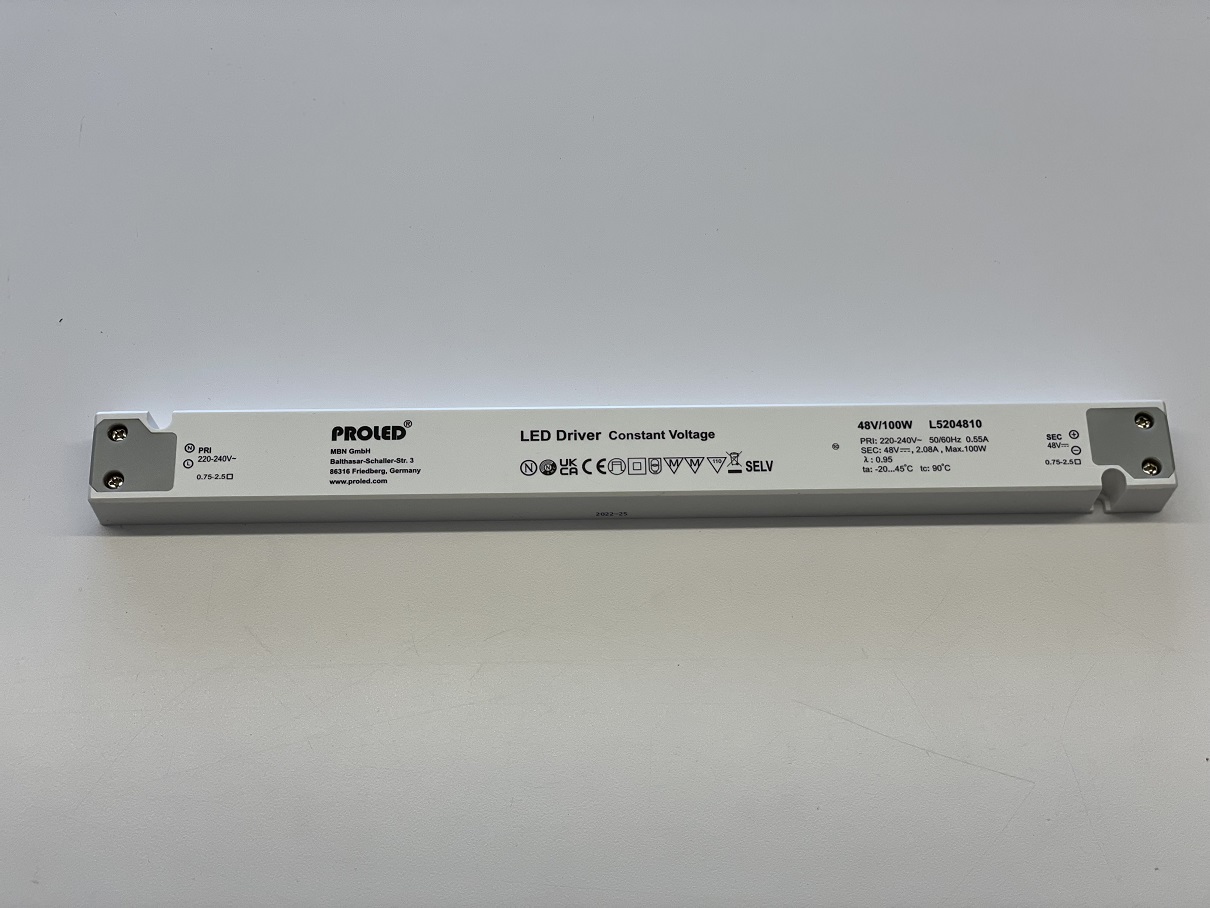 N PRI
L 220-240V~
0.75-2.5
PROLED®
MBN GmbH
Balthasar-Schaller-Str. 3
86316 Friedberg, Germany
www.proled.com
LED Driver Constant Voltage
N UK CA CE M M 110 SELV
48V/100W L5204810
PRI: 220-240V~ 50/60Hz 0.55A
SEC: 48V⎓, 2.08A, Max.100W
λ : 0.95
ta: -20...45°C tc: 90°C
SEC +
48V⎓ −
0.75-2.5
2022-25